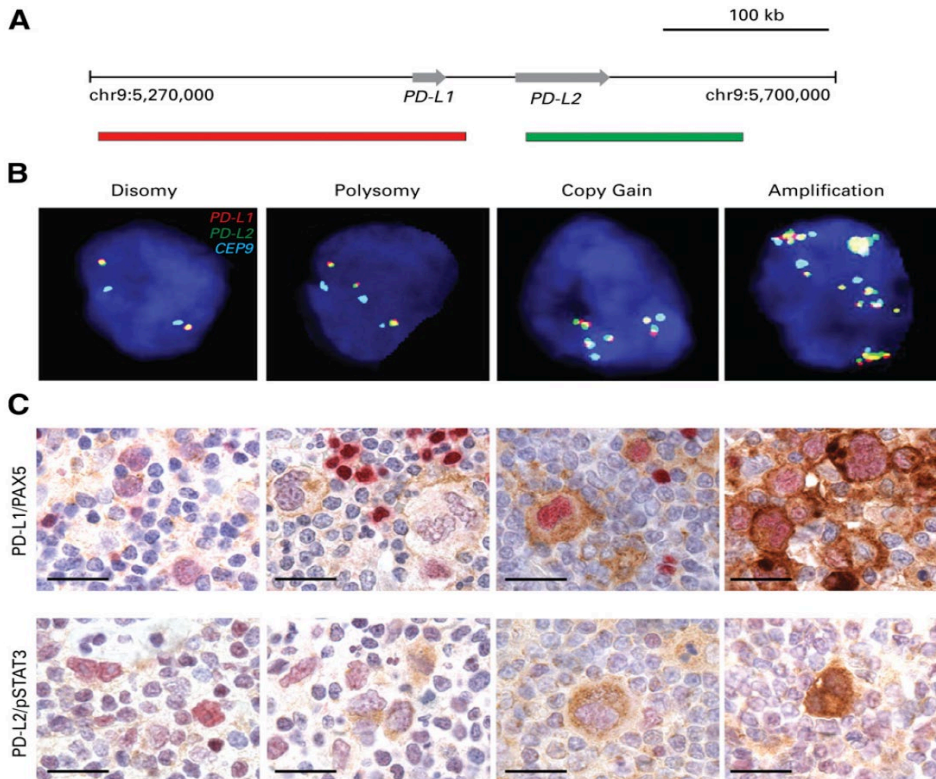 A
100 kb
chr9:5,270,000
PD-L1
PD-L2
chr9:5,700,000
B
Disomy
Polysomy
Copy Gain
Amplification
PD-L1
PD-L2
CEP9
C
PD-L1/PAX5
PD-L2/pSTAT3